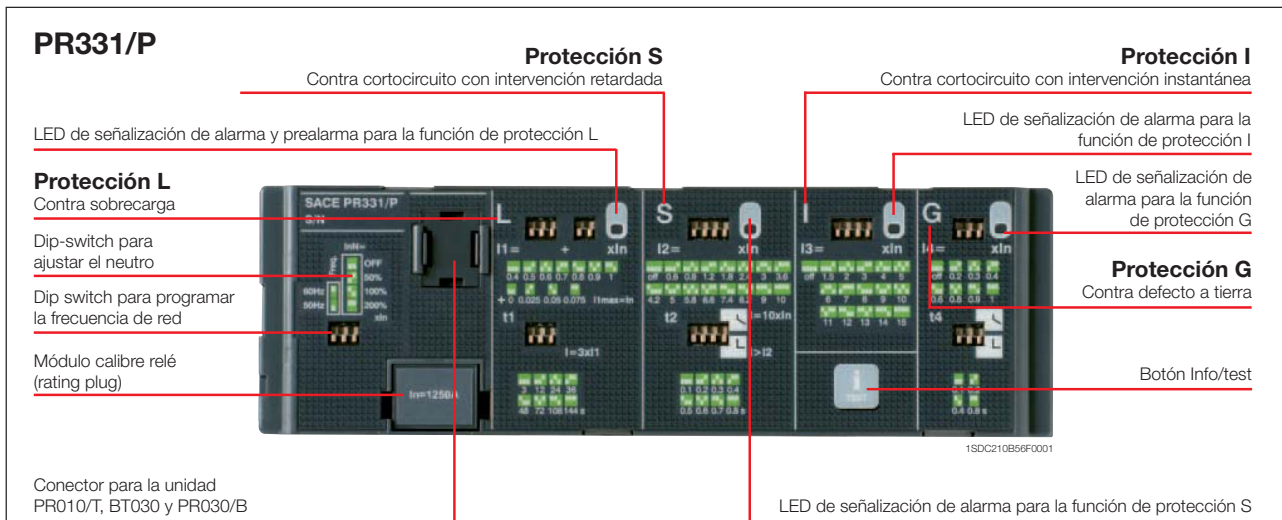 PR331/P
Protección S
Contra cortocircuito con intervención retardada
Protección I
Contra cortocircuito con intervención instantánea
LED de señalización de alarma y prealarma para la función de protección L
LED de señalización de alarma para la
función de protección I
Protección L
Contra sobrecarga
LED de señalización de
alarma para la función
de protección G
Dip-switch para
ajustar el neutro
Protección G
Contra defecto a tierra
Dip switch para programar
la frecuencia de red
Módulo calibre relé
(rating plug)
Botón Info/test
SACE PR331/P
S/N
InN=
Freq.
OFF
50%
100%
200%
xIn
60Hz
50Hz
In=1250A
L
I1= + xIn
0.4 0.5 0.6 0.7 0.8 0.9 1
+ 0 0.025 0.05 0.075 I1max=In
t1
I=3xI1
3 12 24 36
48 72 108 144 s
S
I2= xIn
off 0.6 0.8 1.2 1.8 2.4 3 3.6
4.2 5 5.8 6.6 7.4 8.2 9 10
t2
I=10xIn
I>I2
0.1 0.2 0.3 0.4
0.5 0.6 0.7 0.8 s
I
I3= xIn
off 1.5 2 3 4 5
6 7 8 9 10
11 12 13 14 15
TEST
G
I4= xIn
off 0.2 0.3 0.4
0.6 0.8 0.9 1
t4
0.4 0.8 s
1SDC210B56F0001
Conector para la unidad
PR010/T, BT030 y PR030/B
LED de señalización de alarma para la función de protección S